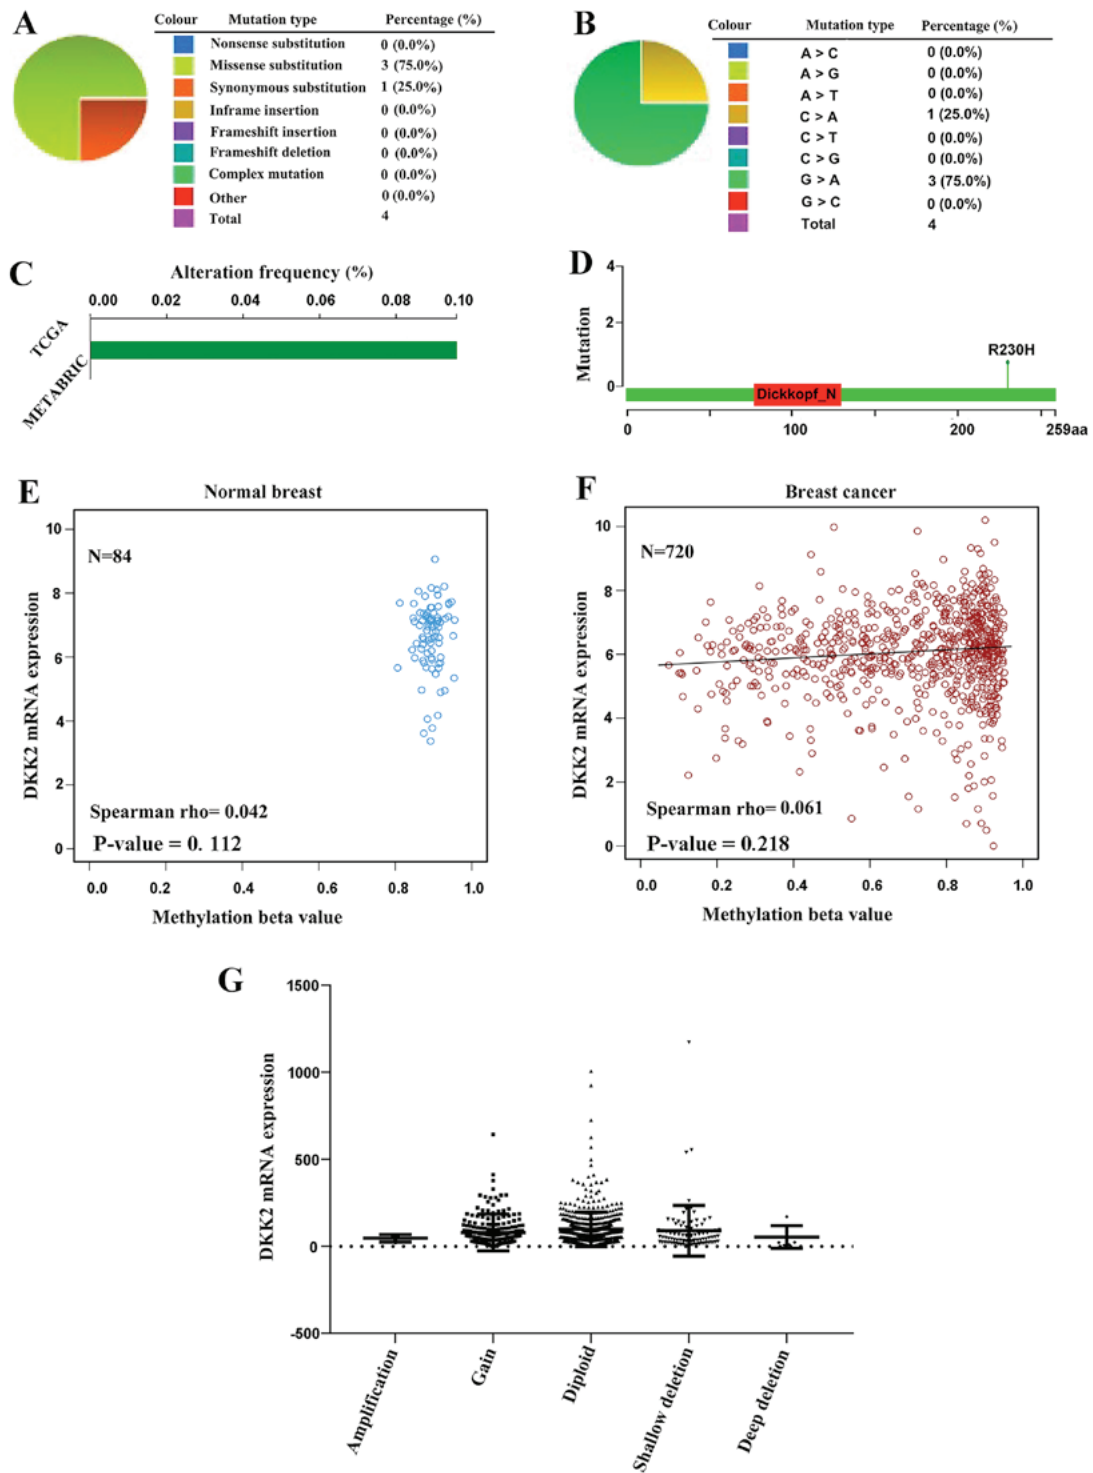 A
Colour Mutation type Percentage (%)
Nonsense substitution 0 (0.0%)
Missense substitution 3 (75.0%)
Synonymous substitution 1 (25.0%)
Inframe insertion 0 (0.0%)
Frameshift insertion 0 (0.0%)
Frameshift deletion 0 (0.0%)
Complex mutation 0 (0.0%)
Other 0 (0.0%)
Total 4
B
Colour Mutation type Percentage (%)
A > C 0 (0.0%)
A > G 0 (0.0%)
A > T 0 (0.0%)
C > A 1 (25.0%)
C > T 0 (0.0%)
C > G 0 (0.0%)
G > A 3 (75.0%)
G > C 0 (0.0%)
Total 4
C
Alteration frequency (%)
0.00 0.02 0.04 0.06 0.08 0.10
TCGA
METABRIC
D
Mutation
4
2
0
R230H
Dickkopf_N
0 100 200 259aa
E
Normal breast
N=84
DKK2 mRNA expression
10
8
6
4
2
0
Spearman rho= 0.042
P-value = 0. 112
0.0 0.2 0.4 0.6 0.8 1.0
Methylation beta value
F
Breast cancer
N=720
DKK2 mRNA expression
10
8
6
4
2
0
Spearman rho= 0.061
P-value = 0.218
0.0 0.2 0.4 0.6 0.8 1.0
Methylation beta value
G
DKK2 mRNA expression
1500
1000
500
0
-500
Amplification
Gain
Diploid
Shallow deletion
Deep deletion